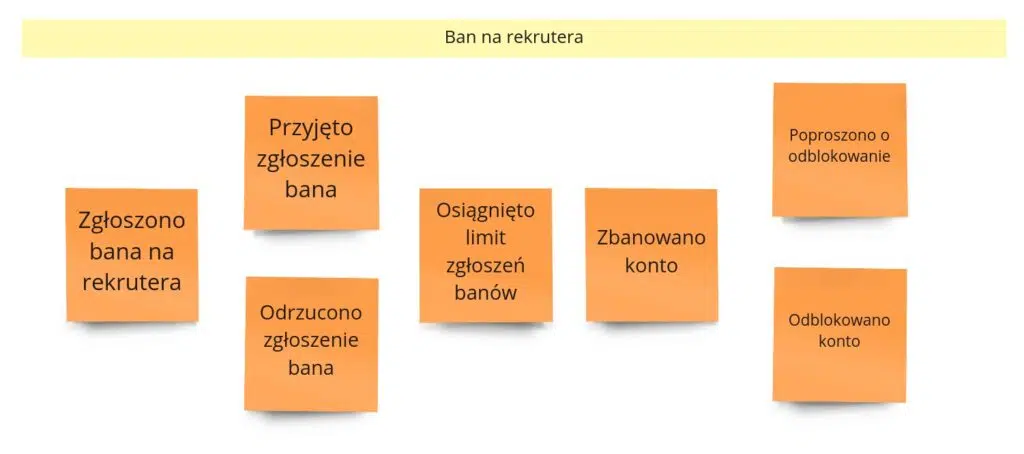 Ban na rekrutera
Zgłoszono
bana na
rekrutera
Przyjęto
zgłoszenie
bana
Odrzucono
zgłoszenie
bana
Osiągnięto
limit
zgłoszeń
banów
Zbanowano
konto
Poproszono o
odblokowanie
Odblokowano
konto